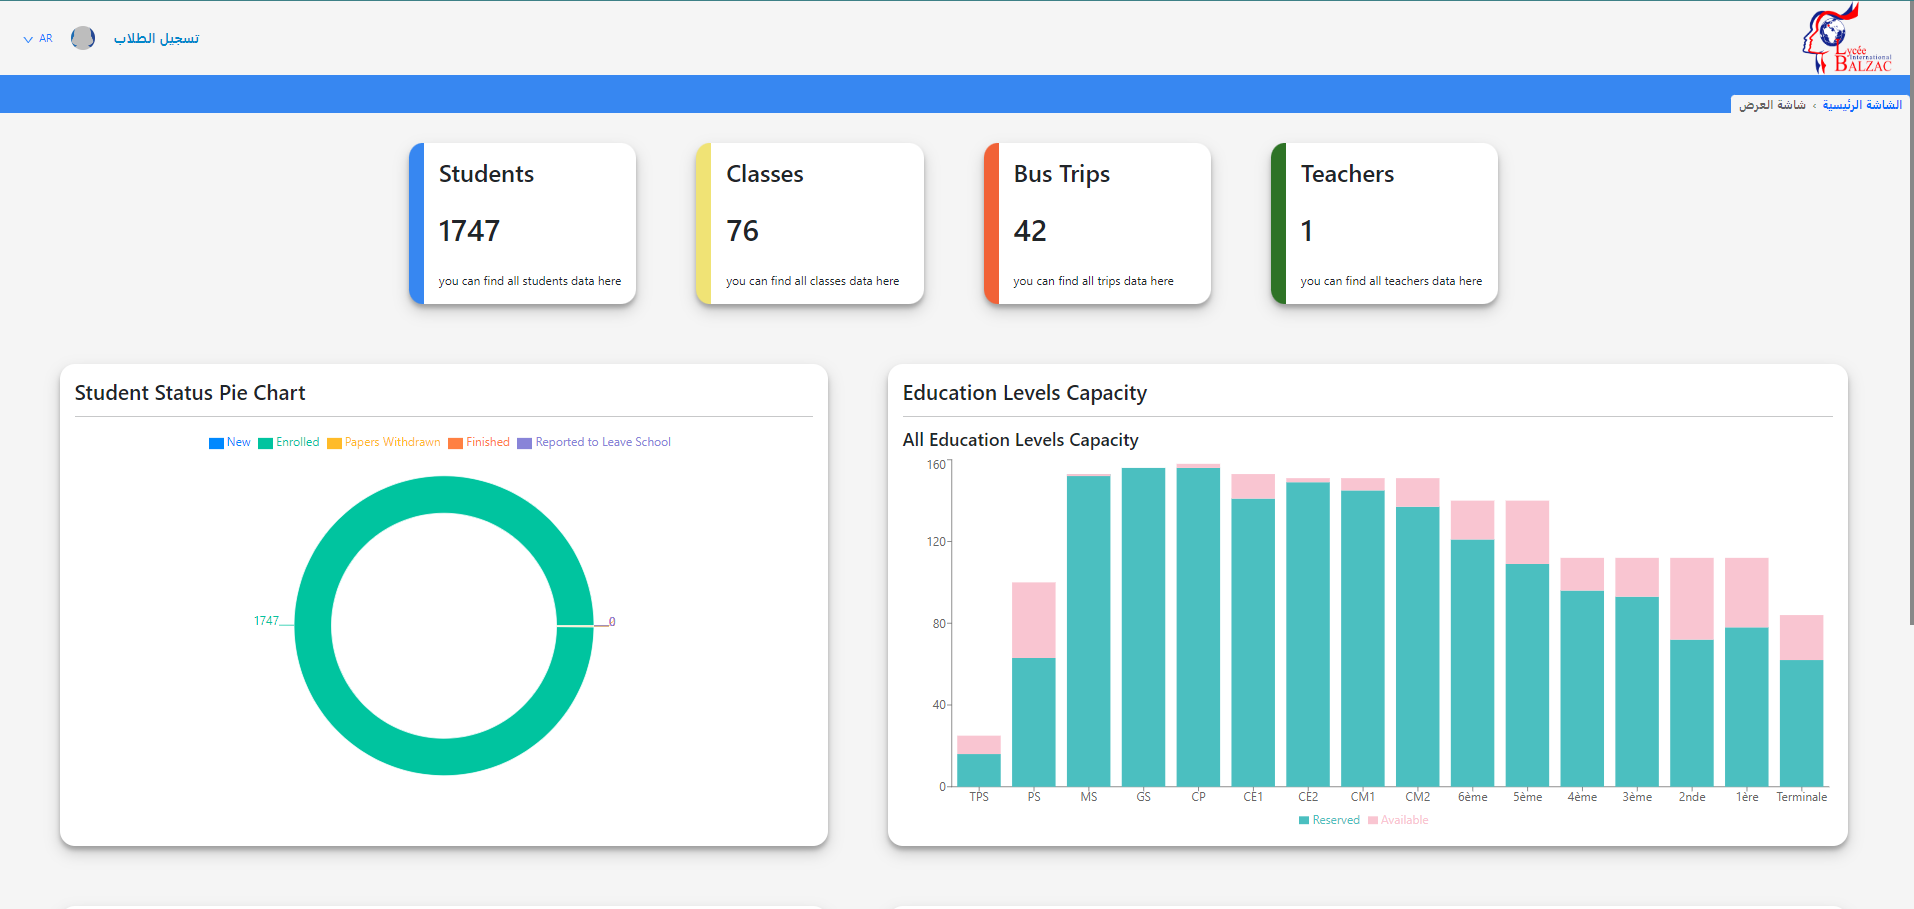 AR
تسجيل الطلاب
Lycée
International
BALZAC
الشاشة الرئيسية › شاشة العرض
Students
1747
you can find all students data here
Classes
76
you can find all classes data here
Bus Trips
42
you can find all trips data here
Teachers
1
you can find all teachers data here
Student Status Pie Chart
New Enrolled Papers Withdrawn Finished Reported to Leave School
1747
0
Education Levels Capacity
All Education Levels Capacity
160
120
80
40
0
TPS PS MS GS CP CE1 CE2 CM1 CM2 6ème 5ème 4ème 3ème 2nde 1ère Terminale
Reserved Available